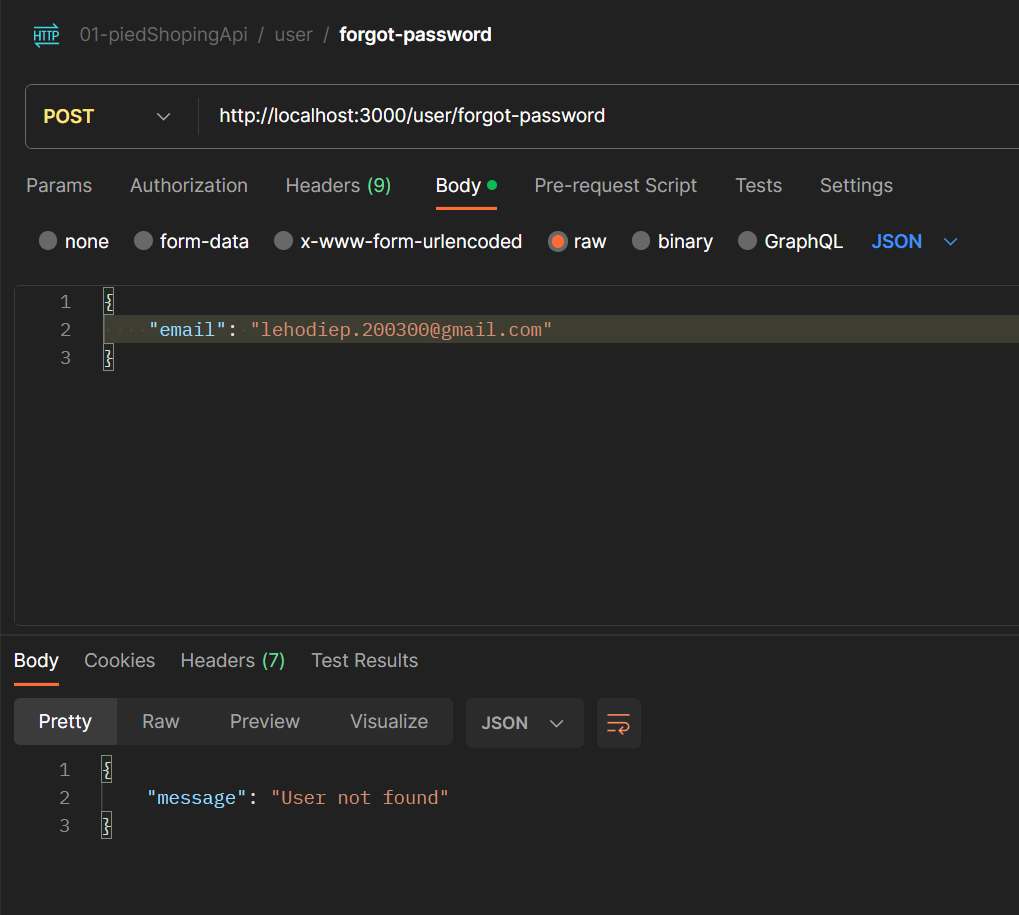 HTTP 01-piedShopingApi / user / forgot-password
POST http://localhost:3000/user/forgot-password
Params Authorization Headers (9) Body Pre-request Script Tests Settings
none form-data x-www-form-urlencoded raw binary GraphQL JSON
1 {
2 "email": "lehodiep.200300@gmail.com"
3 }
Body Cookies Headers (7) Test Results
Pretty Raw Preview Visualize JSON
1 {
2 "message": "User not found"
3 }